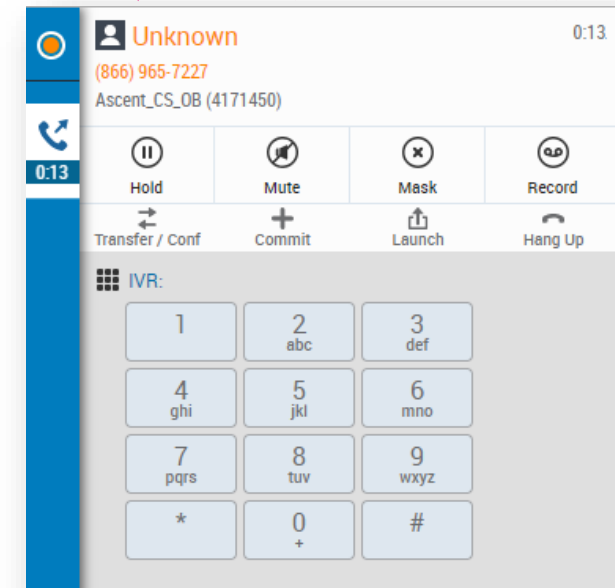 Unknown 0:13
(866) 965-7227
Ascent_CS_OB (4171450)
0:13
Hold Mute Mask Record
Transfer / Conf Commit Launch Hang Up
IVR:
1 2 3
abc def
4 5 6
ghi jkl mno
7 8 9
pqrs tuv wxyz
* 0 #
+